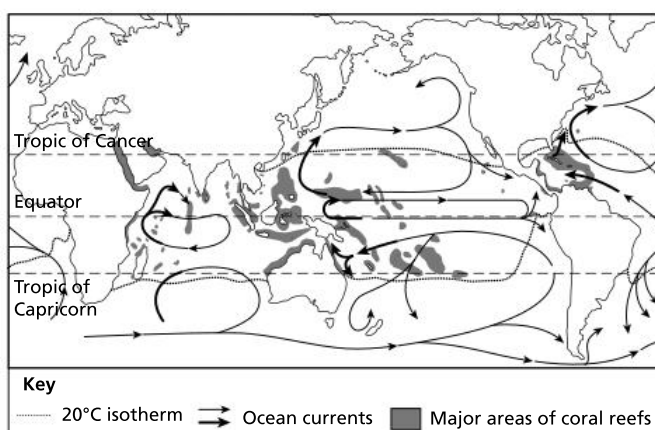 Tropic of Cancer
Equator
Tropic of
Capricorn
Key
20°C isotherm
Ocean currents
Major areas of coral reefs